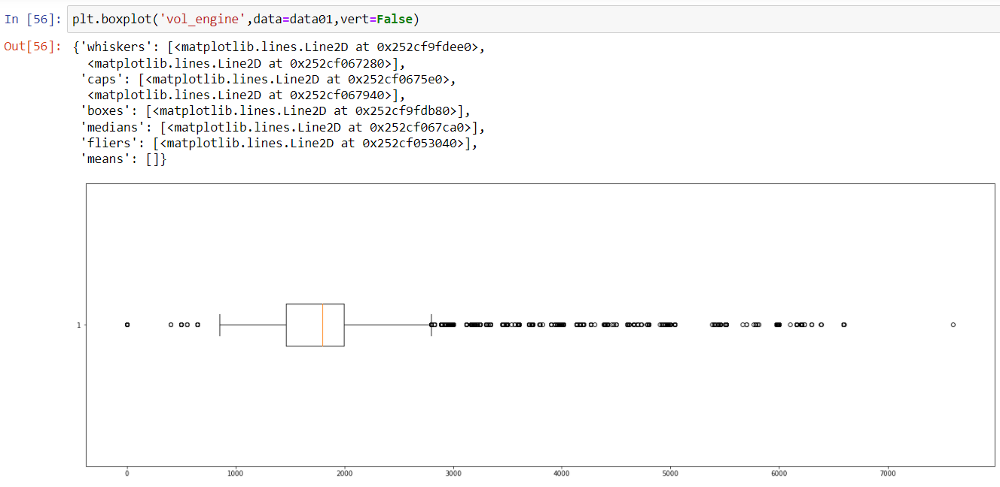 In [56]: plt.boxplot('vol_engine',data=data01,vert=False)
Out[56]: {'whiskers': [<matplotlib.lines.Line2D at 0x252cf9fdee0>,
<matplotlib.lines.Line2D at 0x252cf067280>],
'caps': [<matplotlib.lines.Line2D at 0x252cf0675e0>,
<matplotlib.lines.Line2D at 0x252cf067940>],
'boxes': [<matplotlib.lines.Line2D at 0x252cf9fdb80>],
'medians': [<matplotlib.lines.Line2D at 0x252cf067ca0>],
'fliers': [<matplotlib.lines.Line2D at 0x252cf053040>],
'means': []}
1
0 1000 2000 3000 4000 5000 6000 7000